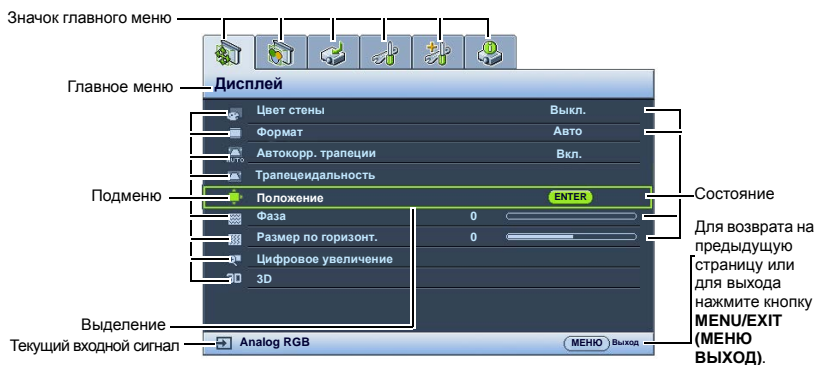 Значок главного меню
Главное меню
Дисплей
Цвет стены Выкл.
Формат Авто
AUTO Автокорр. трапеции Вкл.
Трапецеидальность
Подменю
Положение ENTER
Состояние
Фаза 0
Размер по горизонт. 0
Цифровое увеличение
3D 3D
Для возврата на
предыдущую
страницу или
для выхода
нажмите кнопку
MENU/EXIT
(МЕНЮ
ВЫХОД).
Выделение
Текущий входной сигнал
Analog RGB МЕНЮ Выход